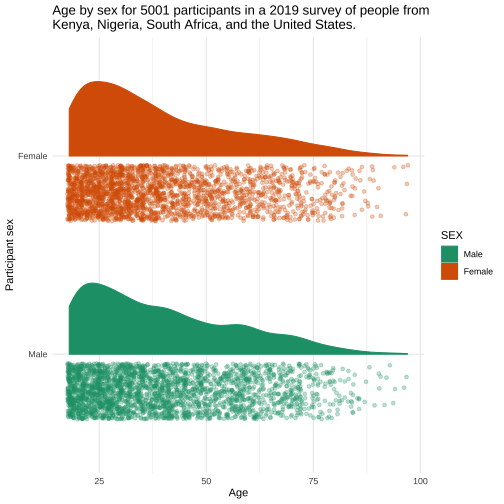 Age by sex for 5001 participants in a 2019 survey of people from
Kenya, Nigeria, South Africa, and the United States.
Female
Male
Participant sex
SEX
Male
Female
25
50
75
100
Age